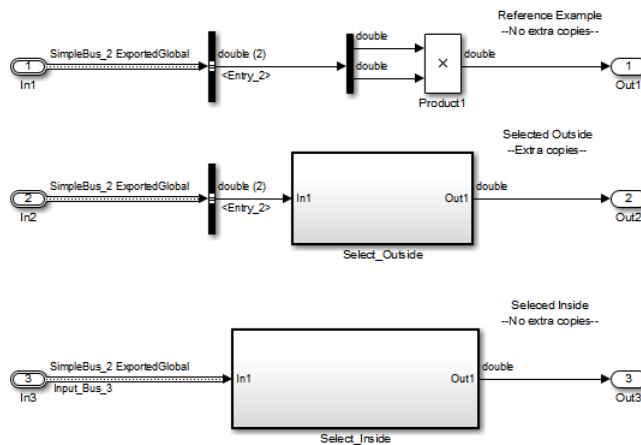 Reference Example
--No extra copies--
SimpleBus_2 ExportedGlobal
double (2)
double
double
double
1
×
1
<Entry_2>
In1
Product1
Out1
Selected Outside
--Extra copies--
SimpleBus_2 ExportedGlobal
double (2)
double
2
In1
Out1
2
<Entry_2>
In2
Out2
Select_Outside
Seleced Inside
--No extra copies--
SimpleBus_2 ExportedGlobal
double
3
In1
Out1
3
Input_Bus_3
In3
Out3
Select_Inside